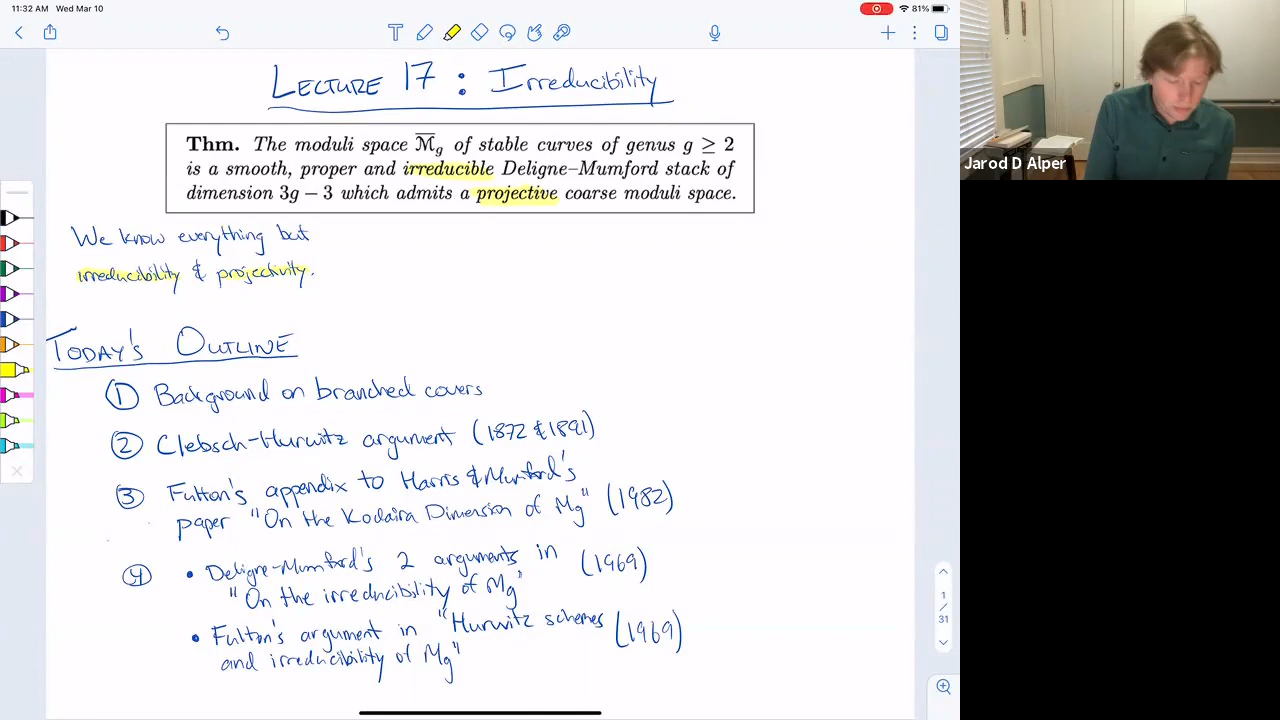 11:32 AM Wed Mar 10
81%
LECTURE 17 : Irreducibility
Thm. The moduli space M̅g of stable curves of genus g ≥ 2
is a smooth, proper and irreducible Deligne–Mumford stack of
dimension 3g − 3 which admits a projective coarse moduli space.
We know everything but
irreducibility & projectivity.
TODAY'S OUTLINE
① Background on branched covers
② Clebsch-Hurwitz argument (1872 & 1891)
③ Fulton's appendix to Harris & Mumford's
paper "On the Kodaira Dimension of Mg" (1982)
④ • Deligne-Mumford's 2 arguments in (1969)
"On the irreducibility of Mg"
• Fulton's argument in "Hurwitz schemes (1969)
and irreducibility of Mg"
1
/
31
Jarod D Alper